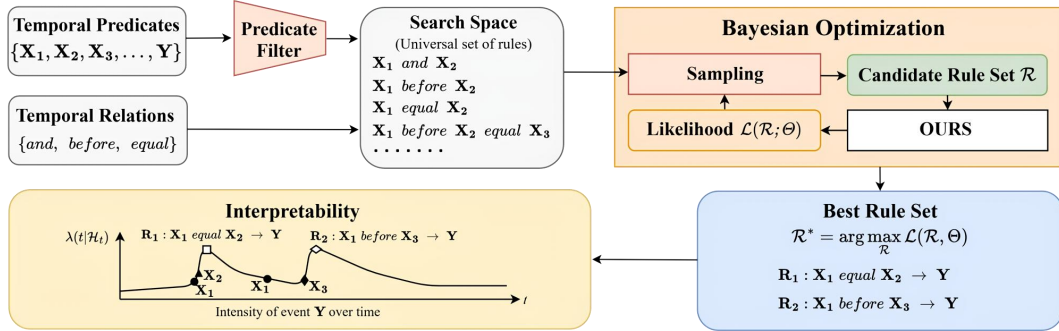 Temporal Predicates
{X₁, X₂, X₃, . . . , Y}
Predicate
Filter
Temporal Relations
{and, before, equal}
Search Space
(Universal set of rules)
X₁ and X₂
X₁ before X₂
X₁ equal X₂
X₁ before X₂ equal X₃
. . . . . . .
Bayesian Optimization
Sampling
Candidate Rule Set ℛ
Likelihood ℒ(ℛ; Θ)
OURS
Interpretability
λ(t|ℋₜ)
R₁ : X₁ equal X₂ → Y
R₂ : X₁ before X₃ → Y
X₂
X₁
X₁
X₃
t
Intensity of event Y over time
Best Rule Set
ℛ* = arg max ℒ(ℛ, Θ)
ℛ
R₁ : X₁ equal X₂ → Y
R₂ : X₁ before X₃ → Y